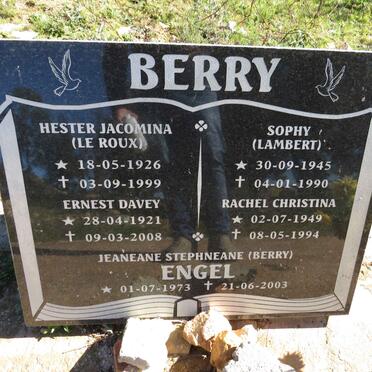 BERRY
HESTER JACOMINA
(LE ROUX)
★ 18-05-1926
✝ 03-09-1999
ERNEST DAVEY
★ 28-04-1921
✝ 09-03-2008
SOPHY
(LAMBERT)
★ 30-09-1945
✝ 04-01-1990
RACHEL CHRISTINA
★ 02-07-1949
✝ 08-05-1994
JEANEANE STEPHNEANE (BERRY)
ENGEL
★ 01-07-1973 ✝ 21-06-2003